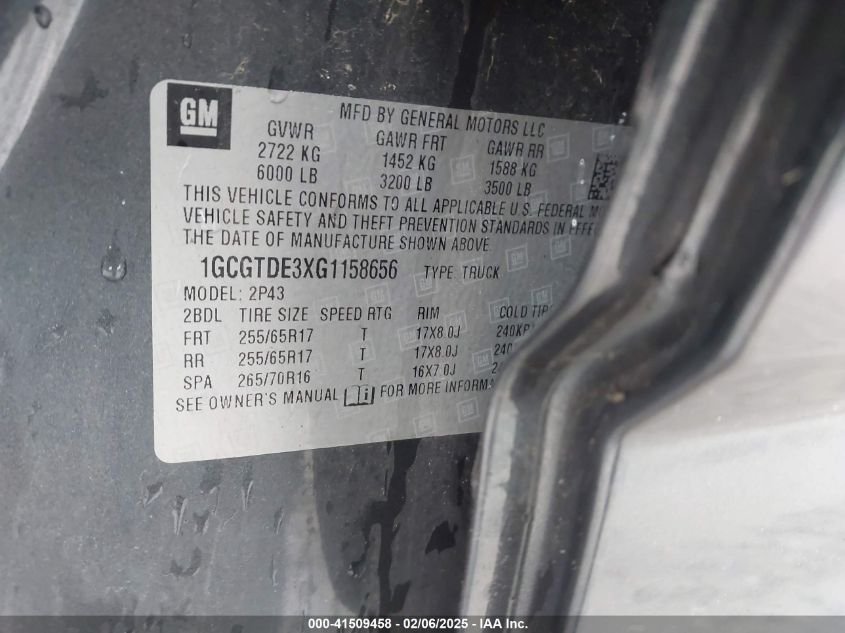 GM
MFD BY GENERAL MOTORS LLC
GVWR GAWR FRT GAWR RR
2722 KG 1452 KG 1588 KG
6000 LB 3200 LB 3500 LB
THIS VEHICLE CONFORMS TO ALL APPLICABLE U.S. FEDERAL
VEHICLE SAFETY AND THEFT PREVENTION STANDARDS IN
THE DATE OF MANUFACTURE SHOWN ABOVE.
1GCGTDE3XG1158656 TYPE: TRUCK
MODEL: 2P43
2BDL TIRE SIZE SPEED RTG RIM COLD
FRT 255/65R17 T 17X8.0J
RR 255/65R17 T 17X8.0J
SPA 265/70R16 T 16X7.0J
SEE OWNER'S MANUAL FOR MORE
000-41509458 - 02/06/2025 - IAA Inc.